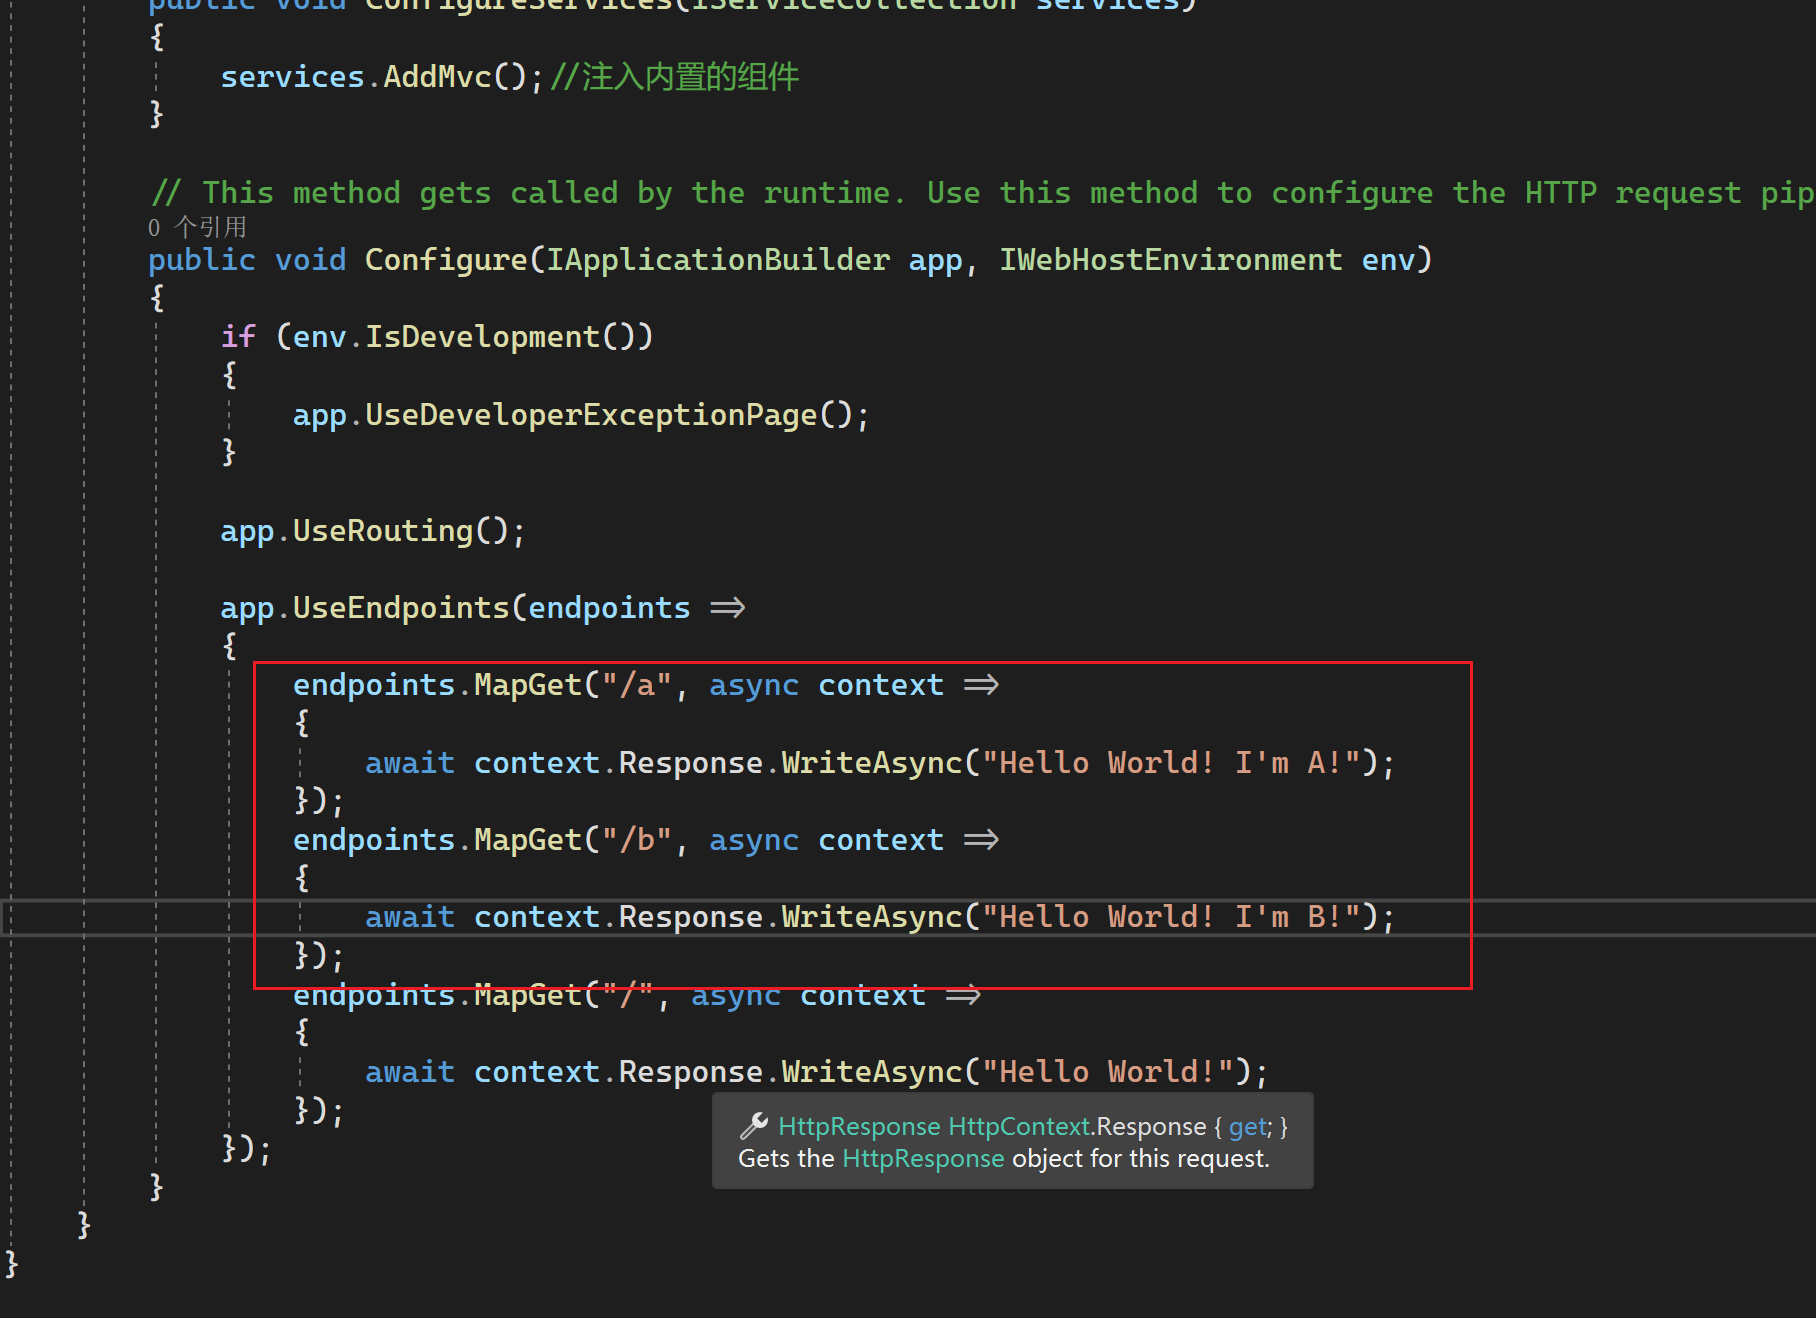 public void ConfigureServices(IServiceCollection services)
{
services.AddMvc();//注入内置的组件
}
// This method gets called by the runtime. Use this method to configure the HTTP request pip
0 个引用
public void Configure(IApplicationBuilder app, IWebHostEnvironment env)
{
if (env.IsDevelopment())
{
app.UseDeveloperExceptionPage();
}
app.UseRouting();
app.UseEndpoints(endpoints =>
{
endpoints.MapGet("/a", async context =>
{
await context.Response.WriteAsync("Hello World! I'm A!");
});
endpoints.MapGet("/b", async context =>
{
await context.Response.WriteAsync("Hello World! I'm B!");
});
endpoints.MapGet("/", async context =>
{
await context.Response.WriteAsync("Hello World!");
});
HttpResponse HttpContext.Response { get; }
Gets the HttpResponse object for this request.
});
}
}
}